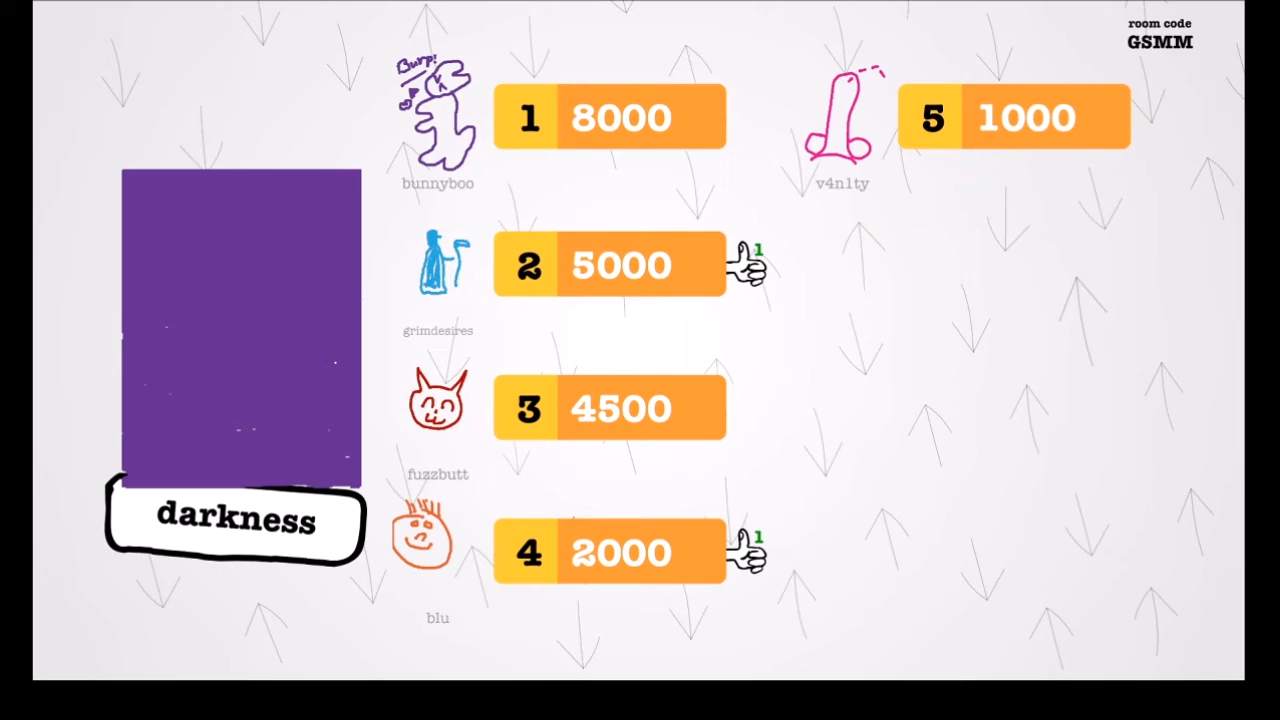 room code
GSMM
Burp!
1 8000
bunnyboo
5 1000
v4n1ty
2 5000
1
grimdesires
3 4500
fuzzbutt
darkness
4 2000
1
blu